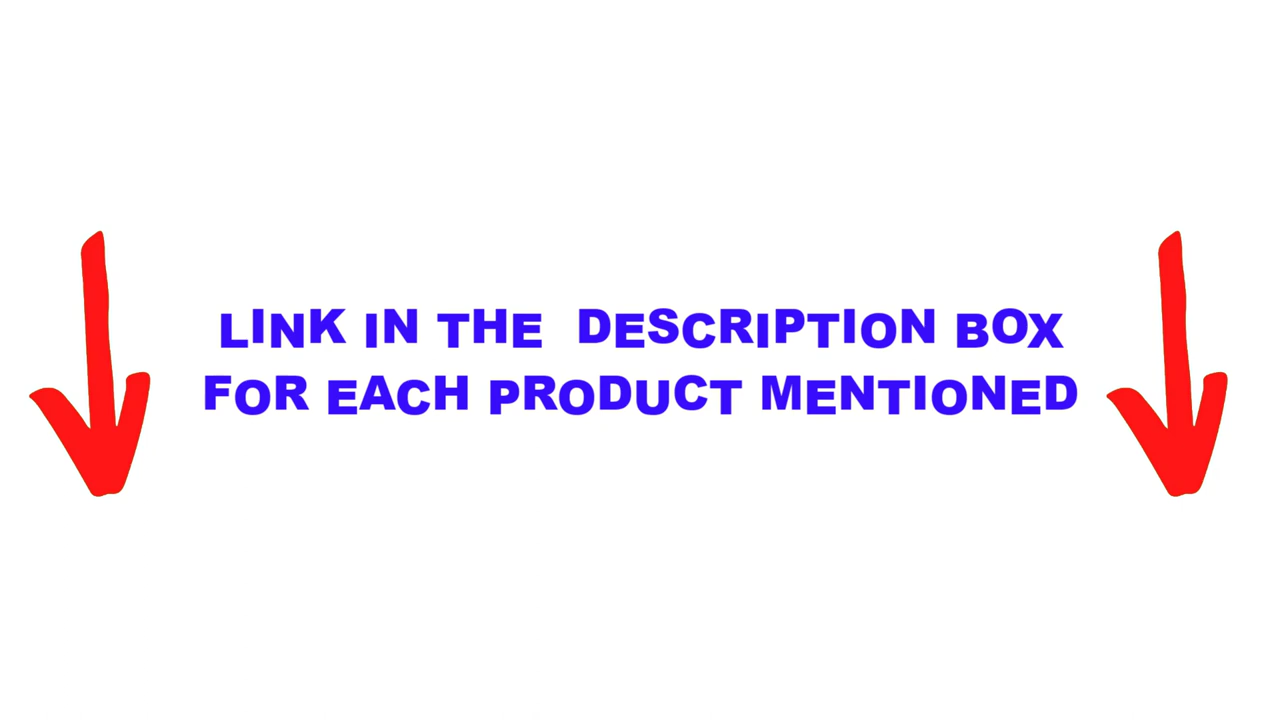 LINK IN THE DESCRIPTION BOX
FOR EACH PRODUCT MENTIONED